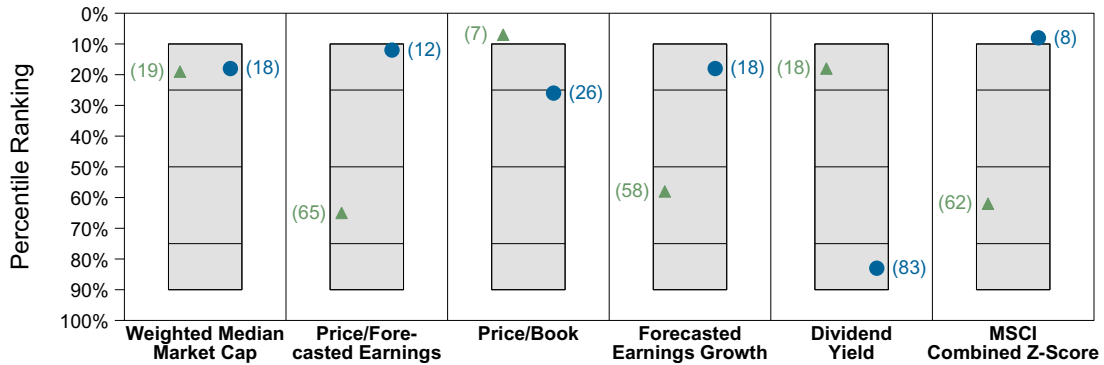 Percentile Ranking
0%
10%
20%
30%
40%
50%
60%
70%
80%
90%
100%
(19)
(18)
(65)
(12)
(7)
(26)
(58)
(18)
(18)
(83)
(62)
(8)
Weighted Median
Market Cap
Price/Fore-
casted Earnings
Price/Book
Forecasted
Earnings Growth
Dividend
Yield
MSCI
Combined Z-Score